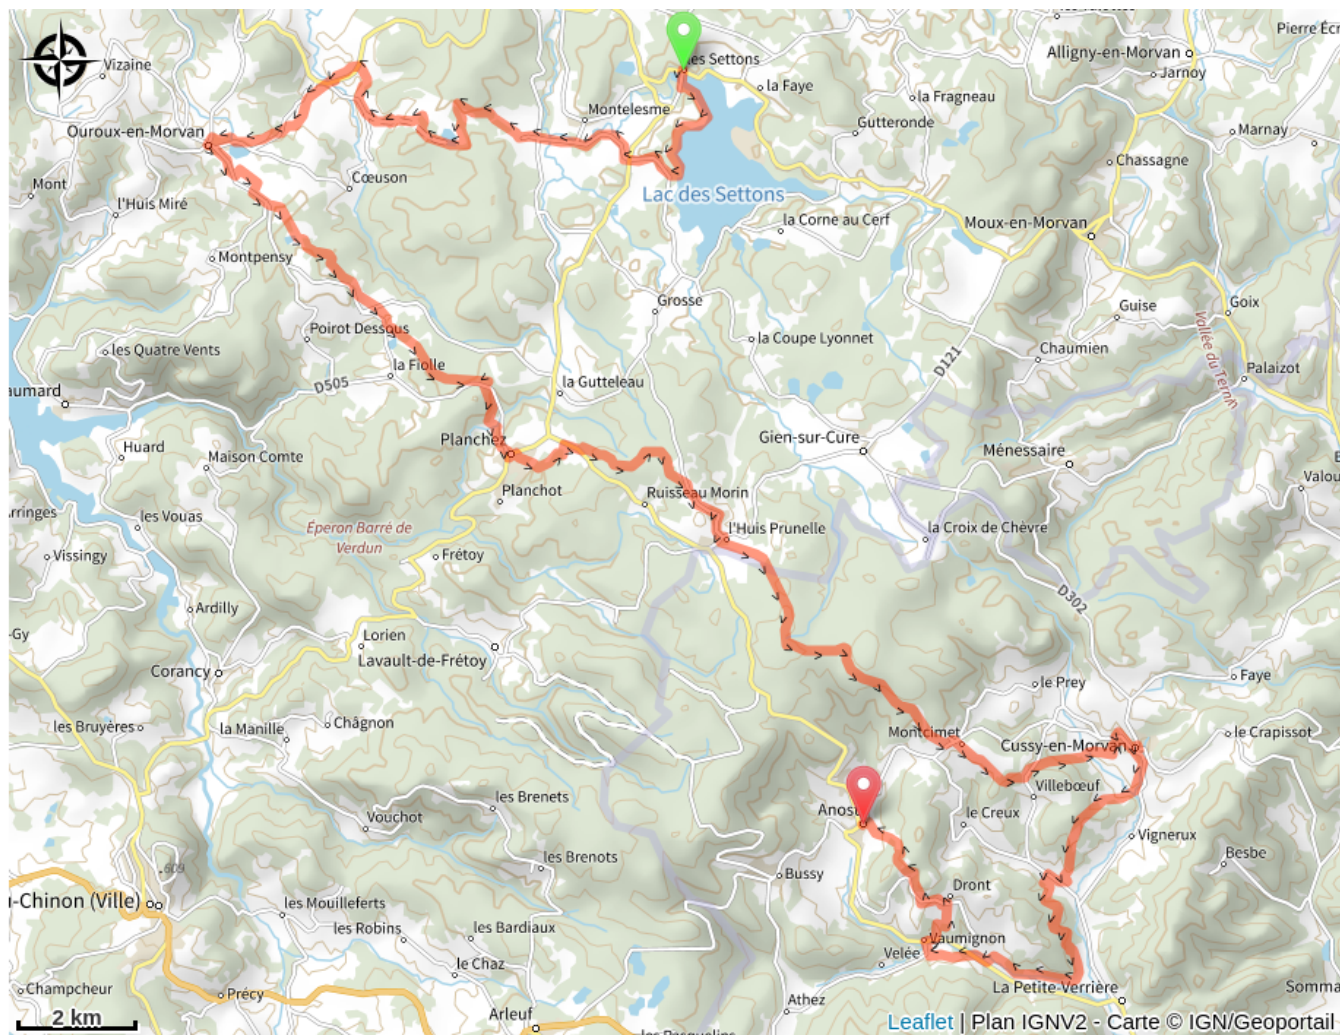 Pierre Écr
Alligny-en-Morvan
Vizaine
les Settons
Jarnoy
la Faye
la Fragneau
Montelesme
Gutteronde
Marnay
Ouroux-en-Morvan
Chassagne
Cœuson
Mont
Lac des Settons
l'Huis Miré
la Corne au Cerf
Moux-en-Morvan
Montpensy
Grosse
Guise
Goix
Poirot Dessous
la Coupe Lyonnet
Vallée du Ternin
les Quatre Vents
Chaumien
D121
la Fiolle
Palaizot
D505
la Gutteleau
aumard
Planchez
Gien-sur-Cure
Huard
Ménessaire
Maison Comte
Valou
Planchot
Ruisseau Morin
rringes
les Vouas
Éperon Barré de
Verdun
l'Huis Prunelle
la Croix de Chèvre
Vissingy
Frétoy
D302
Ardilly
-Gy
Lorien
Lavault-de-Frétoy
Corancy
Faye
le Prey
les Bruyères
la Manille
Châgnon
Montcimet
le Crapissot
Cussy-en-Morvan
Villebœuf
les Brenets
Anost
le Creux
Vouchot
Vignerux
Besbe
les Brenots
609
Bussy
Dront
-Chinon (Ville)
les Mouilleferts
les Robins
les Bardiaux
Vaumignon
Velée
le Chaz
La Petite-Verrière
Champcheur
Précy
Athez
Somma
Arleuf
2 km
Leaflet | Plan IGNV2 - Carte © IGN/Geoportail